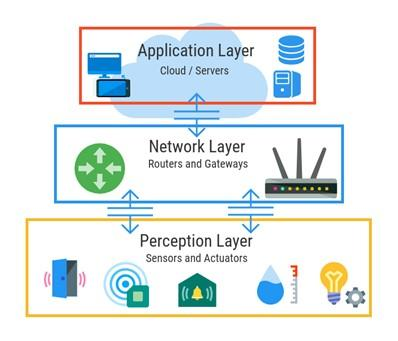 Application Layer
Cloud / Servers
Network Layer
Routers and Gateways
Perception Layer
Sensors and Actuators